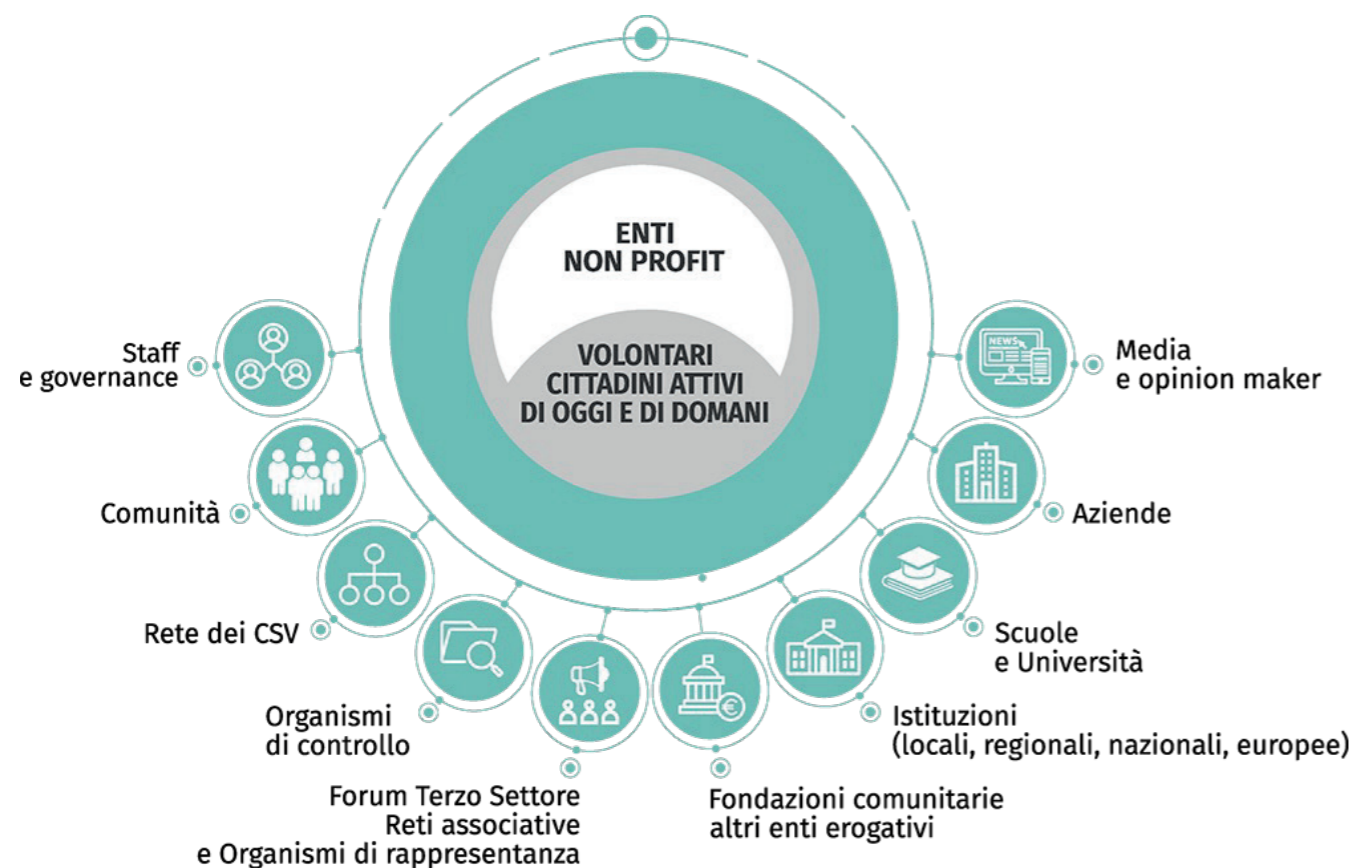 ENTI
NON PROFIT
VOLONTARI
CITTADINI ATTIVI
DI OGGI E DI DOMANI
Staff
e governance
Comunità
Rete dei CSV
Organismi
di controllo
Forum Terzo Settore
Reti associative
e Organismi di rappresentanza
Fondazioni comunitarie
altri enti erogativi
Istituzioni
(locali, regionali, nazionali, europee)
Scuole
e Università
Aziende
Media
e opinion maker
NEWS
€